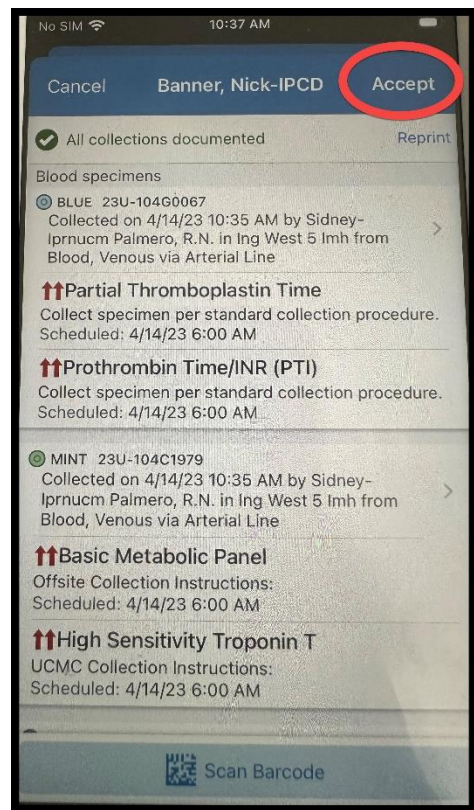 No SIM 10:37 AM
Cancel Banner, Nick-IPCD Accept
All collections documented Reprint
Blood specimens
BLUE 23U-104G0067
Collected on 4/14/23 10:35 AM by Sidney-
Iprnucm Palmero, R.N. in Ing West 5 Imh from
Blood, Venous via Arterial Line
Partial Thromboplastin Time
Collect specimen per standard collection procedure.
Scheduled: 4/14/23 6:00 AM
Prothrombin Time/INR (PTI)
Collect specimen per standard collection procedure.
Scheduled: 4/14/23 6:00 AM
MINT 23U-104C1979
Collected on 4/14/23 10:35 AM by Sidney-
Iprnucm Palmero, R.N. in Ing West 5 Imh from
Blood, Venous via Arterial Line
Basic Metabolic Panel
Offsite Collection Instructions:
Scheduled: 4/14/23 6:00 AM
High Sensitivity Troponin T
UCMC Collection Instructions:
Scheduled: 4/14/23 6:00 AM
Scan Barcode